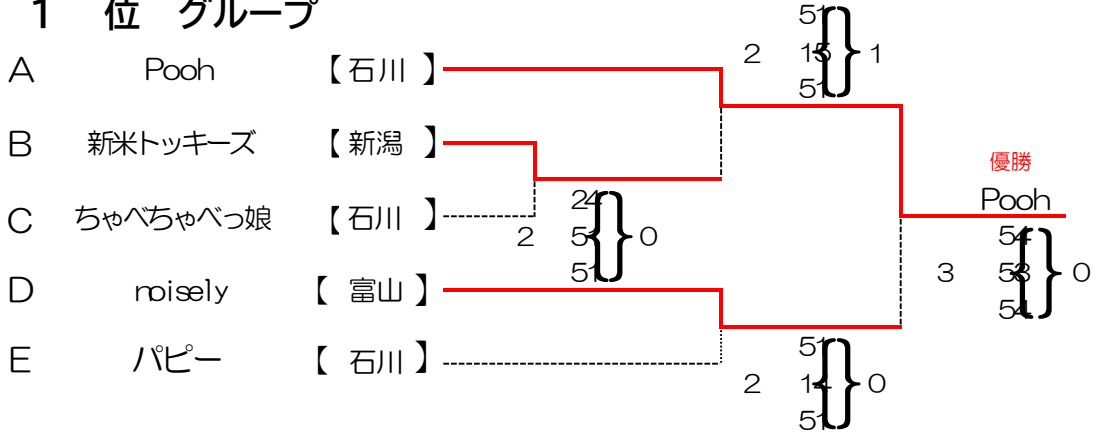 1 位 グループ
A Pooh 【 石川 】
B 新米トッキーズ 【 新潟 】
C ちゃべちゃべっ娘 【 石川 】
D noisely 【 富山 】
E パピー 【 石川 】
51
2 15 1
51
24
2 51 0
51
優勝
Pooh
54
3 53 0
54
51
2 14 0
51